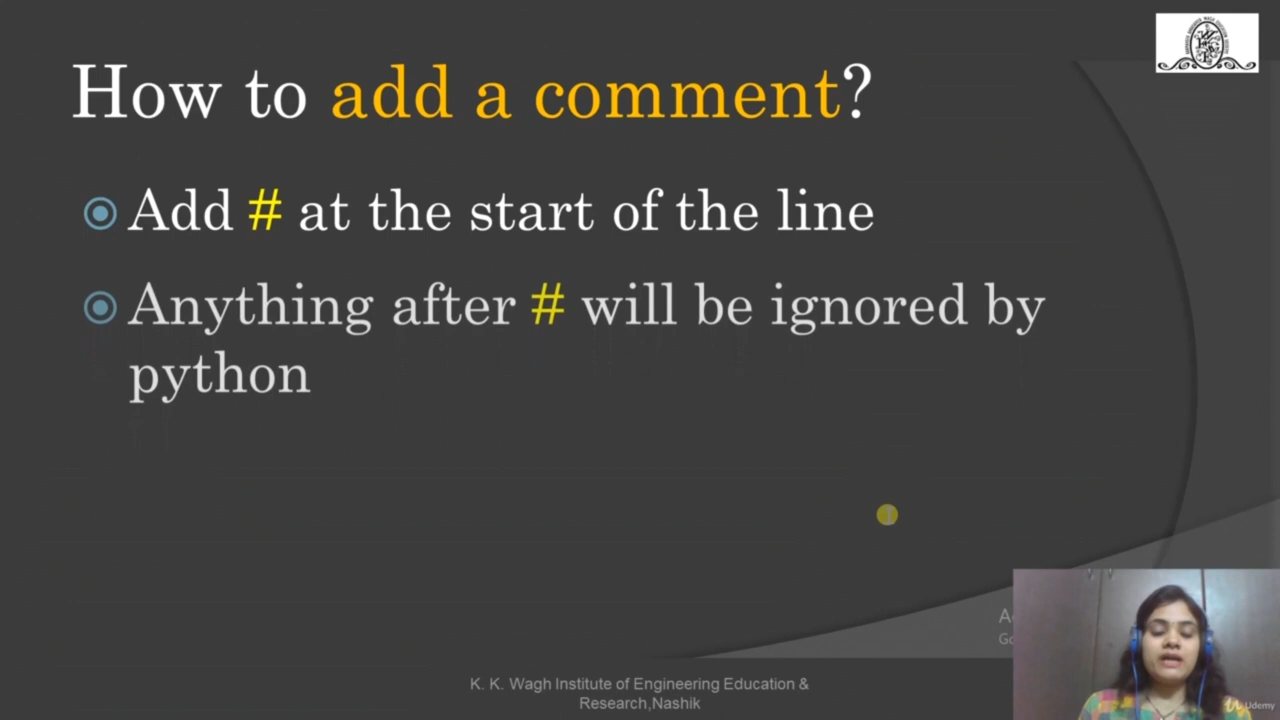 How to add a comment?
Add # at the start of the line
Anything after # will be ignored by
python
K. K. Wagh Institute of Engineering Education &
Research,Nashik
Udemy